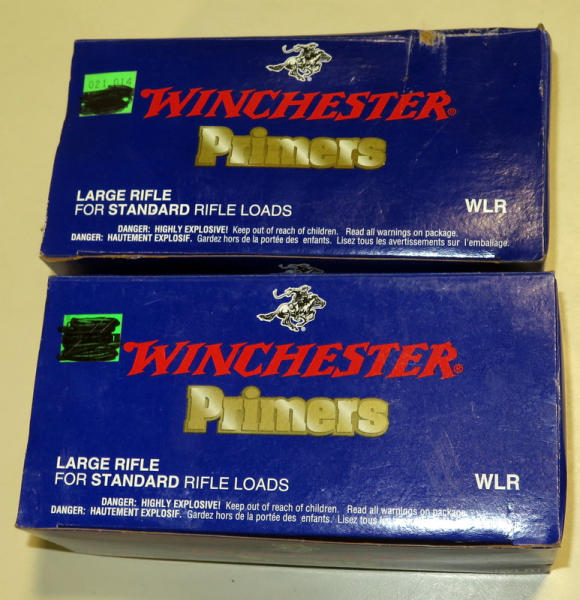 021 014
WINCHESTER®
Primers
LARGE RIFLE
FOR STANDARD RIFLE LOADS
WLR
DANGER: HIGHLY EXPLOSIVE! Keep out of reach of children. Read all warnings on package.
DANGER: HAUTEMENT EXPLOSIF. Gardez hors de la portée des enfants. Lisez tous les avertissements sur l'emballage.
WINCHESTER®
Primers
LARGE RIFLE
FOR STANDARD RIFLE LOADS
WLR
DANGER: HIGHLY EXPLOSIVE! Keep out of reach of children. Read all warnings on package.
DANGER: HAUTEMENT EXPLOSIF. Gardez hors de la portée des enfants. Lisez tous les